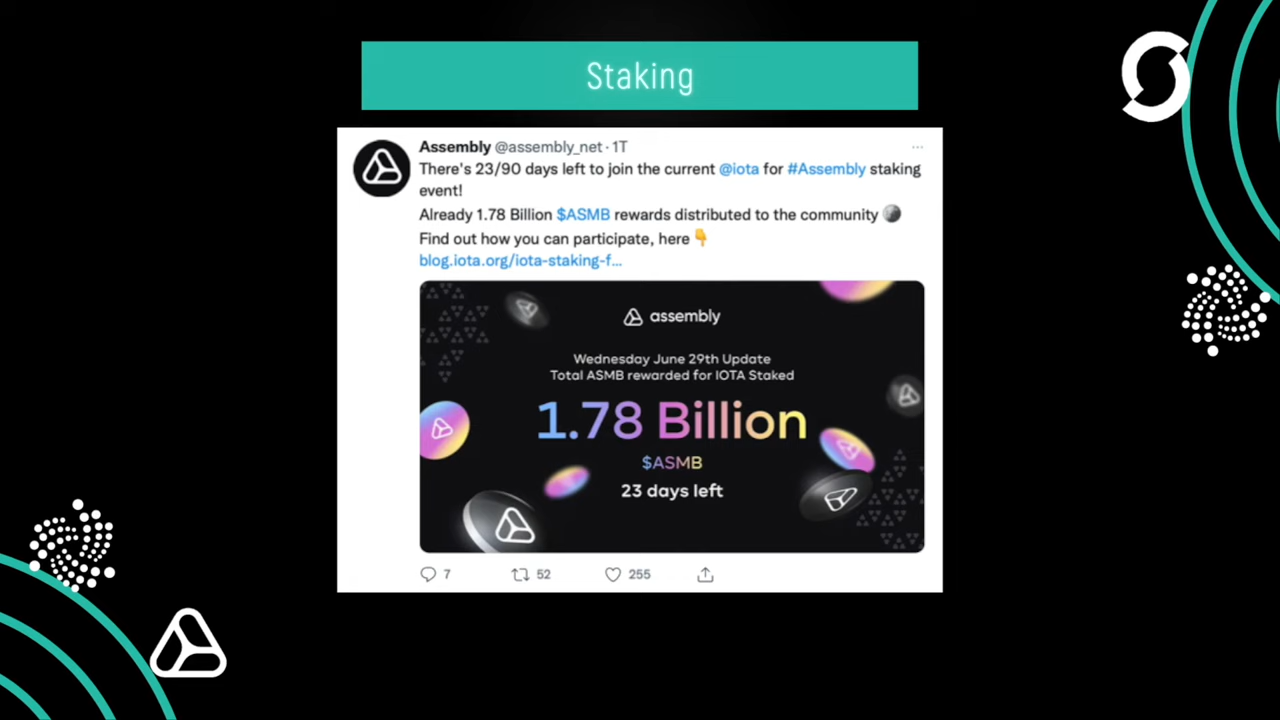 Staking
Assembly @assembly_net · 1T
There's 23/90 days left to join the current @iota for #Assembly staking
event!
Already 1.78 Billion $ASMB rewards distributed to the community
Find out how you can participate, here 👇
blog.iota.org/iota-staking-f...
assembly
Wednesday June 29th Update
Total ASMB rewarded for IOTA Staked
1.78 Billion
$ASMB
23 days left
7 52 255